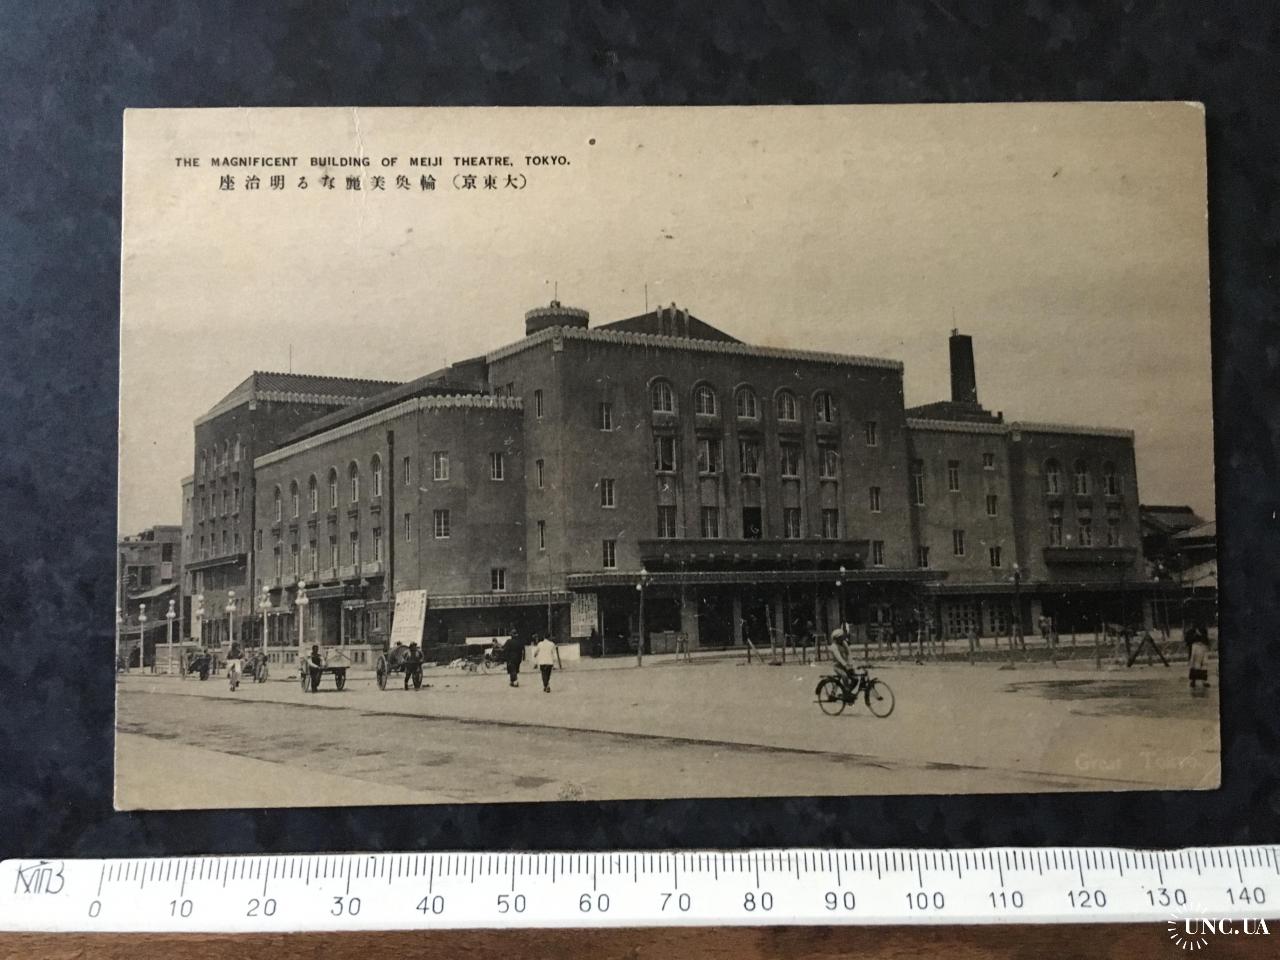 THE MAGNIFICENT BUILDING OF MEIJI THEATRE, TOKYO.
座治明るな麗美奐輪（京東大）
Great Tokyo.
0 10 20 30 40 50 60 70 80 90 100 110 120 130 140
UNC.UA